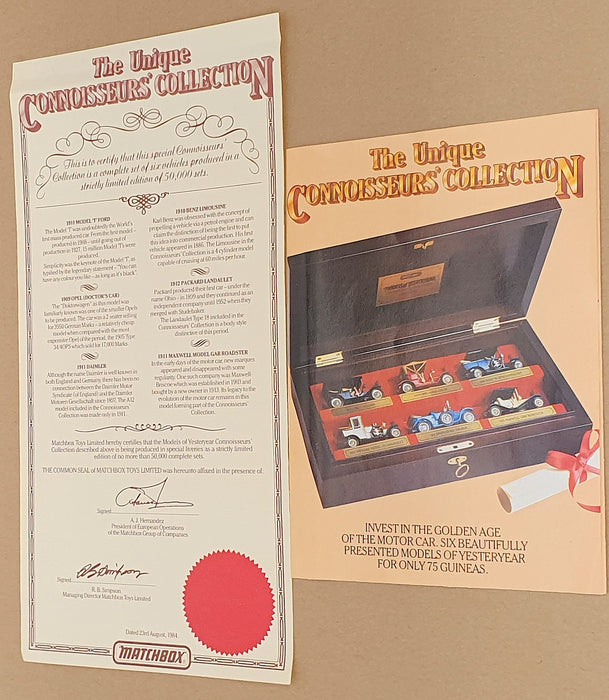 The Unique
CONNOISSEURS' COLLECTION
This is to certify that this special Connoisseurs'
Collection is a complete set of six vehicles produced in a
strictly limited edition of 50,000 sets.
1911 MODEL 'T' FORD
The Model 'T' was undoubtedly the World's
first mass produced car. From the first model -
produced in 1908 - until going out of
production in 1927, 15 million Model T's were
produced.
Simplicity was the keynote of the Model 'T', as
typified by the legendary statement - "You can
have any colour you like - as long as it's black".
1909 OPEL (DOCTOR'S CAR)
The "Doktorwagen" as this model was
familiarly known was one of the smaller Opels
to be produced. The car was a 2 seater selling
for 3950 German Marks - a relatively cheap
model when compared with the most
expensive Opel of the period, the 1905 Type
34/40PS which sold for 17,000 Marks
1911 DAIMLER
Although the name Daimler is well known in
both England and Germany, there has been no
connection between the Daimler Motor
Syndicate (of England) and the Daimler
Motoren Gesellschaft since 1897. The A12
model included in the Connoisseurs'
Collection was made only in 1911.
1910 BENZ LIMOUSINE
Karl Benz was obsessed with the concept of
propelling a vehicle via a petrol engine and can
claim the distinction of being the first to put
this idea into commercial production. His first
vehicle appeared in 1886. The Limousine in the
Connoisseurs' Collection is a 4 cylinder model
capable of cruising at 60 miles per hour.
1912 PACKARD LANDAULET
Packard produced their first car - under the
name Ohio - in 1899 and they continued as an
independent company until 1952 when they
merged with Studebaker.
The Landaulet Type 18 included in the
Connoisseurs' Collection is a body style
distinctive of this period.
1911 MAXWELL MODEL GAR ROADSTER
In the early days of the motor car, new marques
appeared and disappeared with some
regularity. One such company was Maxwell
Briscoe which was established in 1903 and
bought by a new owner in 1913. Its legacy to the
evolution of the motor car remains in this
model forming part of the Connoisseurs'
Collection.
Matchbox Toys Limited hereby certifies that the Models of Yesteryear Connoisseurs'
Collection described above is being produced in special liveries as a strictly limited
edition of no more than 50,000 complete sets.
THE COMMON SEAL of MATCHBOX TOYS LIMITED was hereunto affixed in the presence of:
Signed
A. J. Hernandez
President of European Operations
of the Matchbox Group of Companies
Signed
R. B. Simpson
Managing Director Matchbox Toys Limited
Dated 23rd August, 1984.
MATCHBOX
The Unique
CONNOISSEURS' COLLECTION
INVEST IN THE GOLDEN AGE
OF THE MOTOR CAR. SIX BEAUTIFULLY
PRESENTED MODELS OF YESTERYEAR
FOR ONLY 75 GUINEAS.